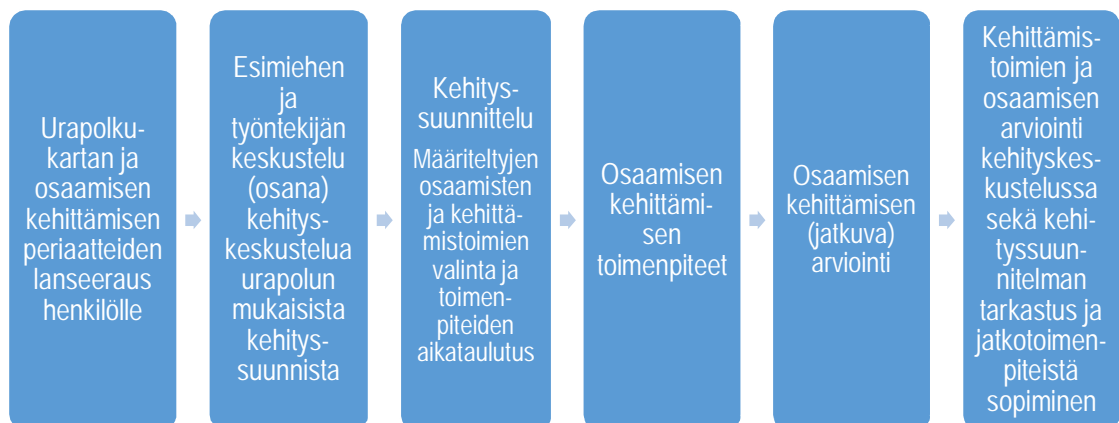 Urapolku-
kartan ja
osaamisen
kehittämisen
periaatteiden
lanseeraus
henkilölle
Esimiehen
ja
työntekijän
keskustelu
(osana)
kehitys-
keskustelua
urapolun
mukaisista
kehitys-
suunnista
Kehitys-
suunnittelu
Määriteltyjen
osaamisten
ja kehittä-
mistoimien
valinta ja
toimen-
piteiden
aikataulutus
Osaamisen
kehittämi-
sen
toimenpiteet
Osaamisen
kehittämisen
(jatkuva)
arviointi
Kehittämis-
toimien ja
osaamisen
arviointi
kehityskes-
kustelussa
sekä kehi-
tyssuun-
nitelman
tarkastus ja
jatkotoimen-
piteistä
sopiminen